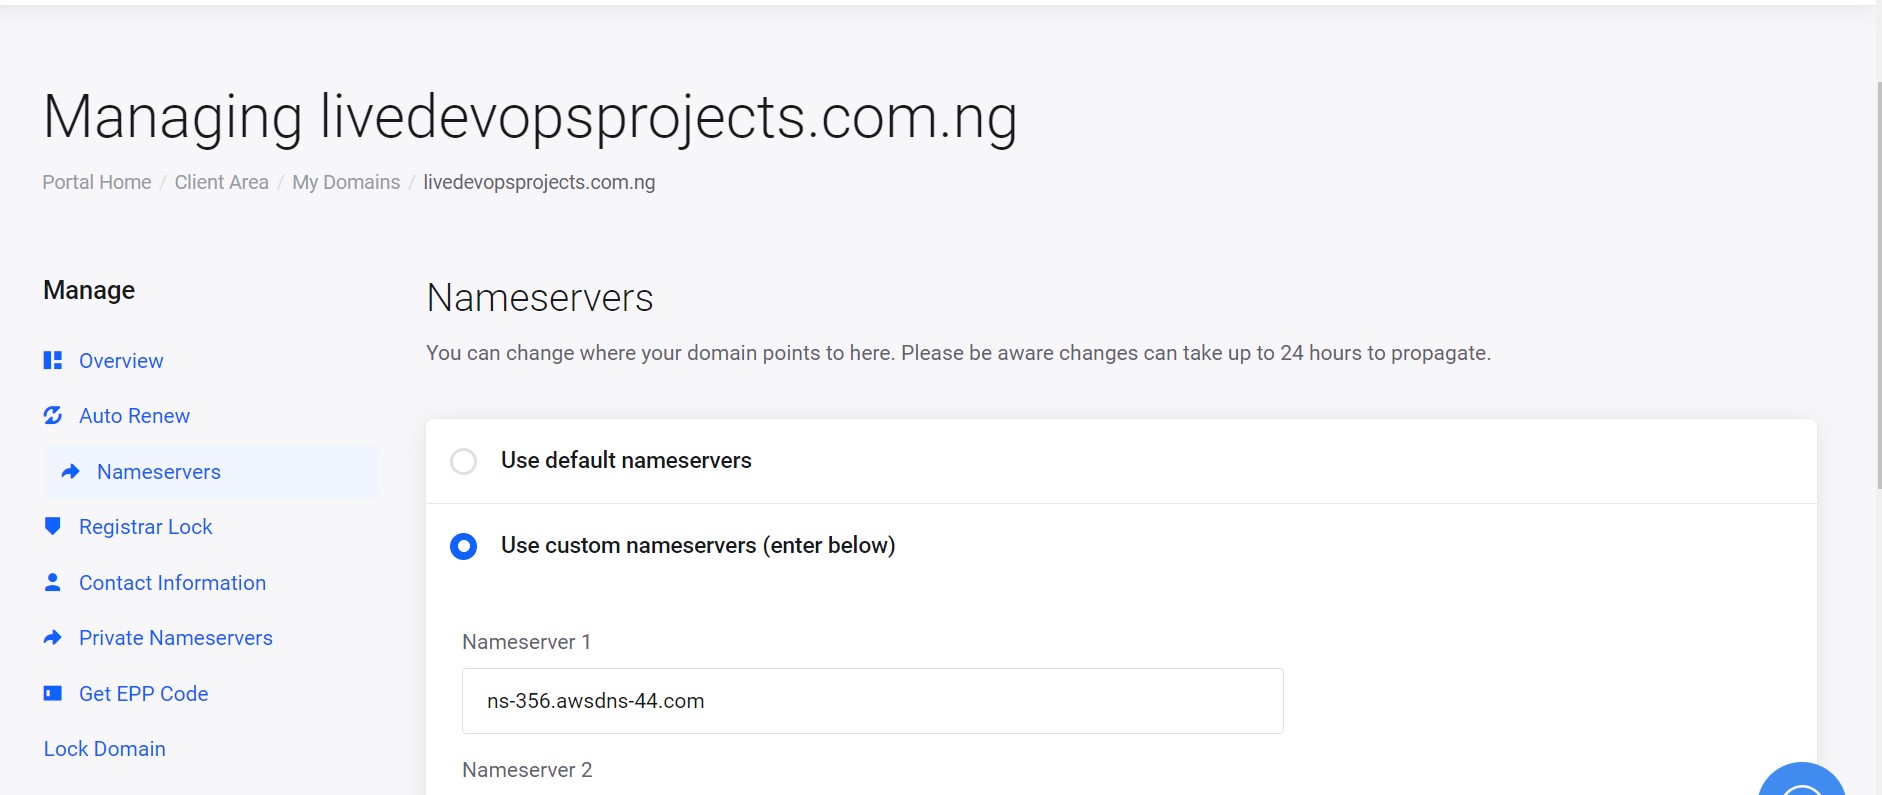 Managing livedevopsprojects.com.ng
Portal Home / Client Area / My Domains / livedevopsprojects.com.ng
Manage
Overview
Auto Renew
Nameservers
Registrar Lock
Contact Information
Private Nameservers
Get EPP Code
Lock Domain
Nameservers
You can change where your domain points to here. Please be aware changes can take up to 24 hours to propagate.
Use default nameservers
Use custom nameservers (enter below)
Nameserver 1
ns-356.awsdns-44.com
Nameserver 2